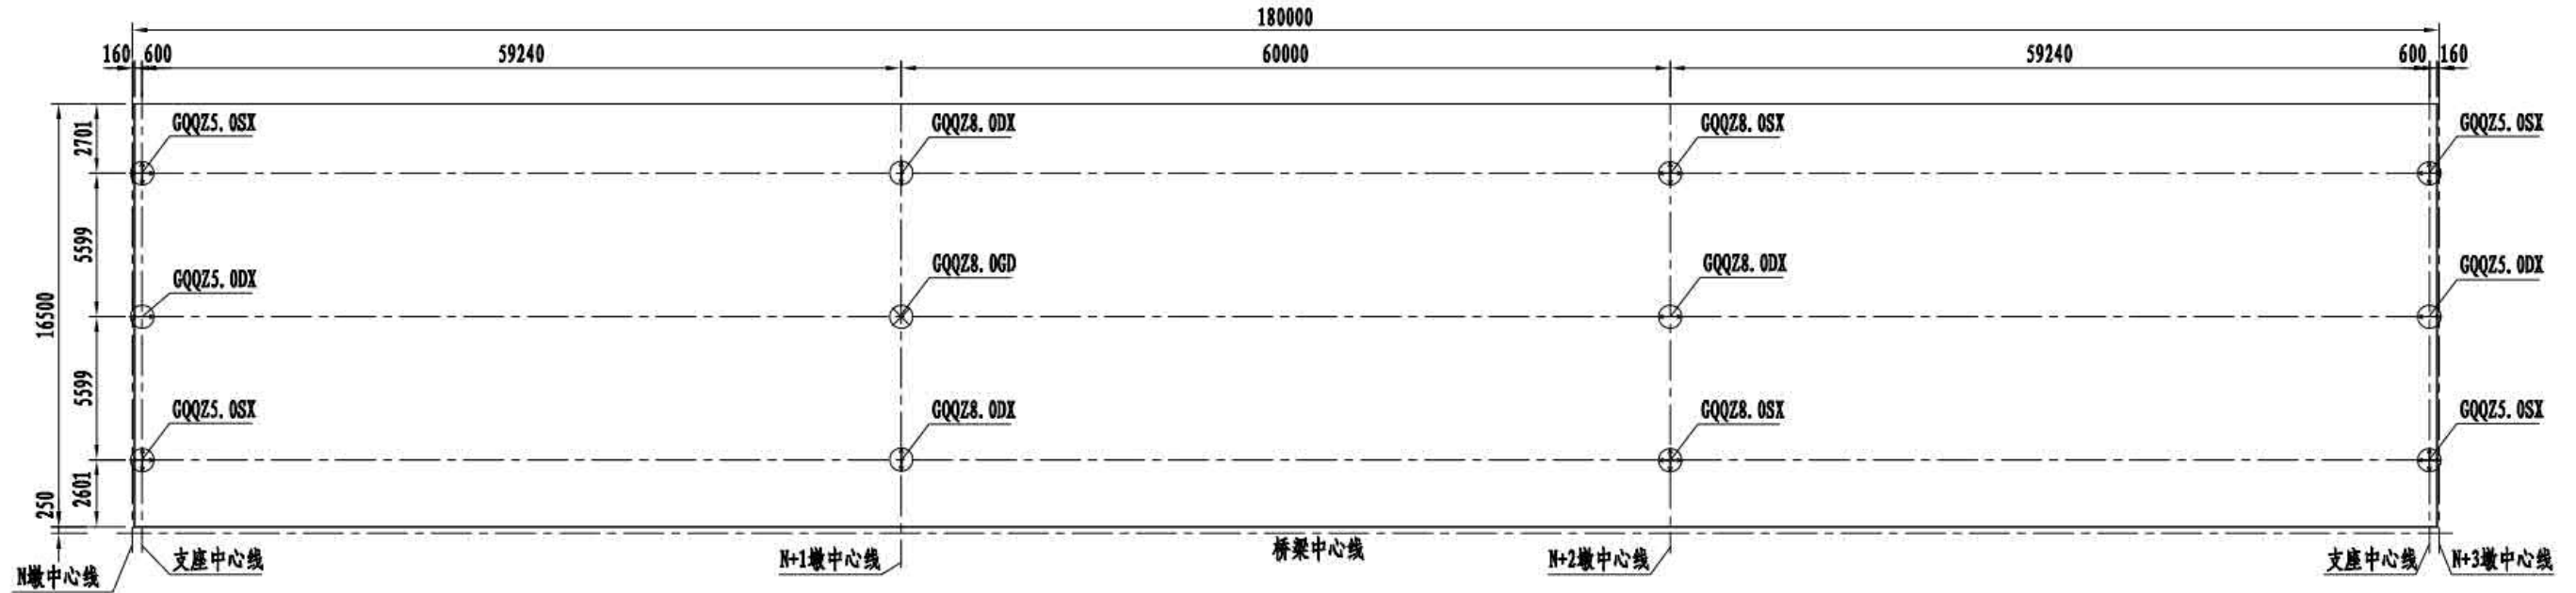 180000
160 600 59240 60000 59240 600 160
GQQZ5.0SX GQQZ8.0DX GQQZ8.0SX GQQZ5.0SX
2701
5599
GQQZ5.0DX GQQZ8.0GD GQQZ8.0DX GQQZ5.0DX
16500
5599
GQQZ5.0SX GQQZ8.0DX GQQZ8.0SX GQQZ5.0SX
2601
250
N墩中心线 支座中心线 N+1墩中心线 桥梁中心线 N+2墩中心线 支座中心线 N+3墩中心线